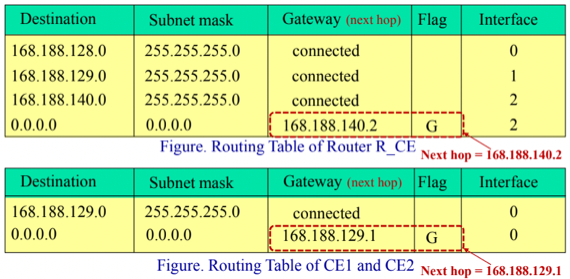 Destination Subnet mask Gateway (next hop) Flag Interface
168.188.128.0 255.255.255.0 connected 0
168.188.129.0 255.255.255.0 connected 1
168.188.140.0 255.255.255.0 connected 2
0.0.0.0 0.0.0.0 168.188.140.2 G 2
Figure. Routing Table of Router R_CE
Next hop = 168.188.140.2
Destination Subnet mask Gateway (next hop) Flag Interface
168.188.129.0 255.255.255.0 connected 0
0.0.0.0 0.0.0.0 168.188.129.1 G 0
Figure. Routing Table of CE1 and CE2
Next hop = 168.188.129.1